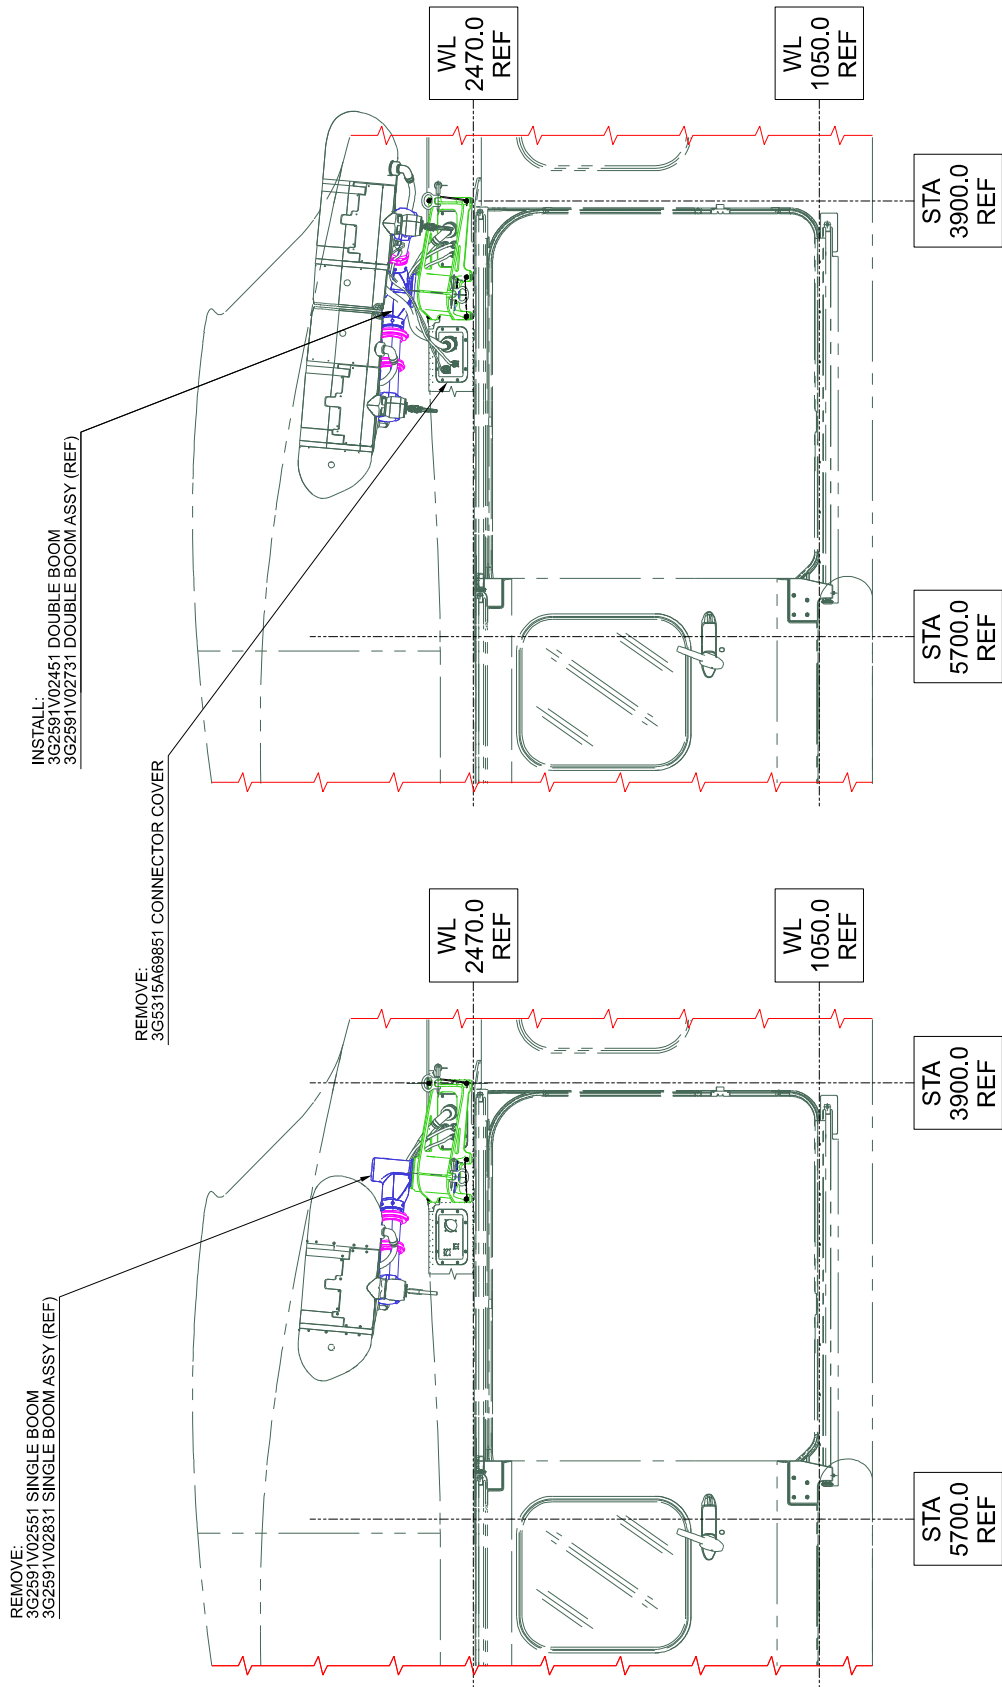 INSTALL:
3G2591V02451 DOUBLE BOOM
3G2591V02731 DOUBLE BOOM ASSY (REF)
REMOVE:
3G5315A69851 CONNECTOR COVER
WL
2470.0
REF
WL
1050.0
REF
STA
3900.0
REF
STA
5700.0
REF
REMOVE:
3G2591V02551 SINGLE BOOM
3G2591V02831 SINGLE BOOM ASSY (REF)
WL
2470.0
REF
WL
1050.0
REF
STA
3900.0
REF
STA
5700.0
REF